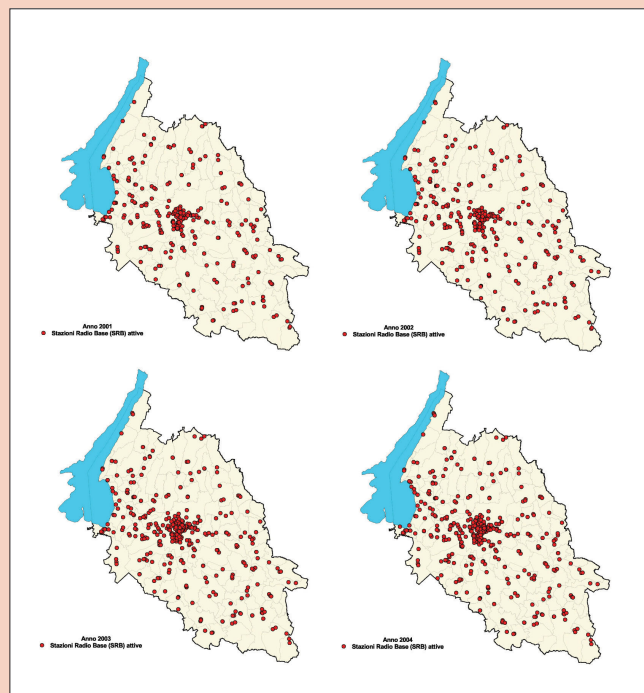 Anno 2001
Stazioni Radio Base (SRB) attive
Anno 2002
Stazioni Radio Base (SRB) attive
Anno 2003
Stazioni Radio Base (SRB) attive
Anno 2004
Stazioni Radio Base (SRB) attive